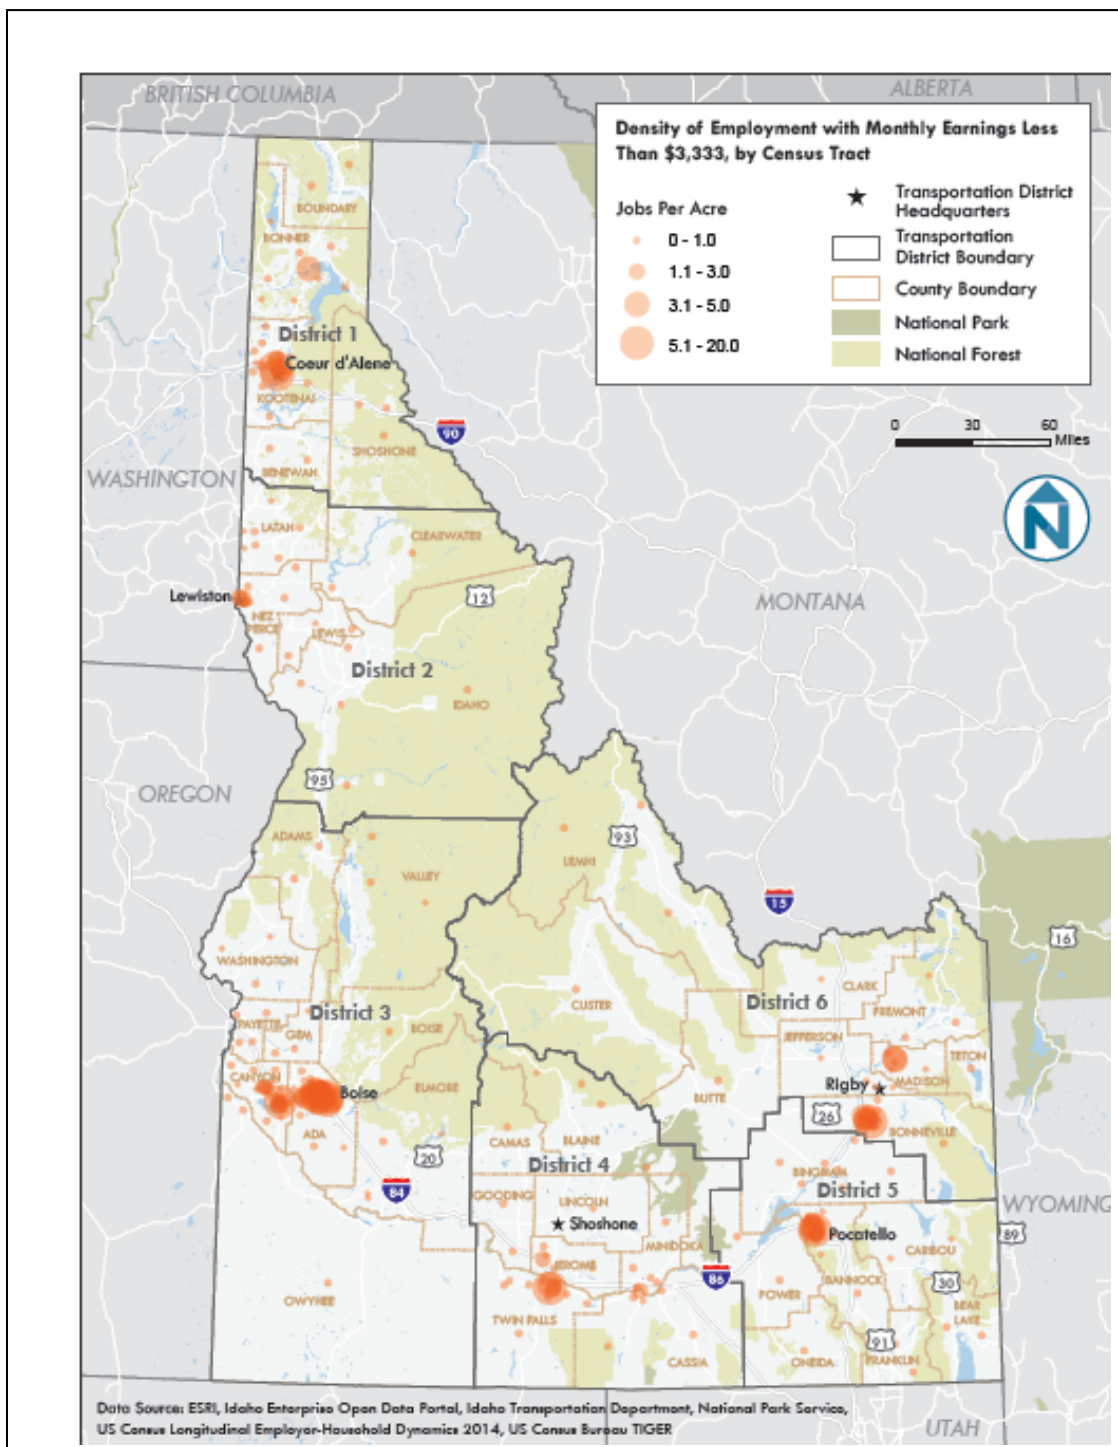 BRITISH COLUMBIA
ALBERTA
Density of Employment with Monthly Earnings Less
Than $3,333, by Census Tract
Jobs Per Acre
0 - 1.0
1.1 - 3.0
3.1 - 5.0
5.1 - 20.0
Transportation District
Headquarters
Transportation
District Boundary
County Boundary
National Park
National Forest
0 30 60
Miles
N
BOUNDARY
BONNER
District 1
Coeur d'Alene
KOOTENAI
90
SHOSHONE
BENEWAH
WASHINGTON
LATAH
CLEARWATER
Lewiston
12
NEZ
PERCE
LEWIS
MONTANA
District 2
IDAHO
95
OREGON
ADAMS
93
LEMHI
VALLEY
15
16
WASHINGTON
CLARK
CUSTER
District 6
FREMONT
District 3
PAYETTE
GEM
BOISE
JEFFERSON
TETON
CANYON
Boise
ELMORE
Rigby
MADISON
BUTTE
26
BONNEVILLE
ADA
CAMAS
BLAINE
20
District 4
BINGHAM
District 5
84
GOODING
LINCOLN
WYOMING
Shoshone
Pocatello
89
MINIDOKA
CARIBOU
JEROME
86
BANNOCK
30
OWYHEE
POWER
BEAR
LAKE
TWIN FALLS
91
CASSIA
ONEIDA
FRANKLIN
Data Source: ESRI, Idaho Enterprise Open Data Portal, Idaho Transportation Department, National Park Service,
US Census Longitudinal Employer-Household Dynamics 2014, US Census Bureau TIGER
UTAH